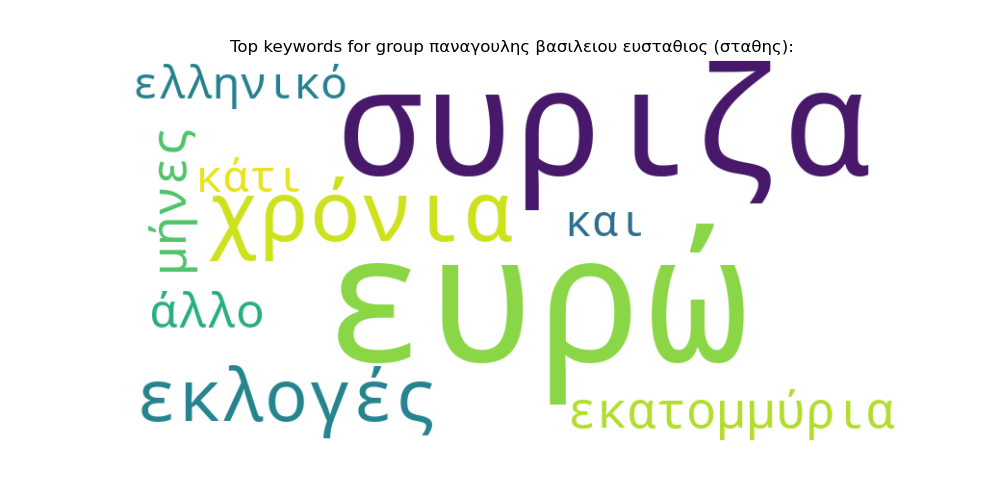 Top keywords for group παναγουλης βασιλειου ευσταθιος (σταθης):
ελληνικό
συριζα
μήνες
κάτι
χρόνια
και
άλλο
ευρώ
εκλογές
εκατομμύρια